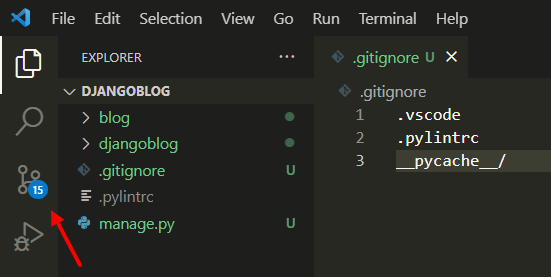 File Edit Selection View Go Run Terminal Help
EXPLORER ...
.gitignore U
DJANGOBLOG
.gitignore
blog
1 .vscode
djangoblog
2 .pylintrc
.gitignore U
3 __pycache__/
15
.pylintrc
manage.py U